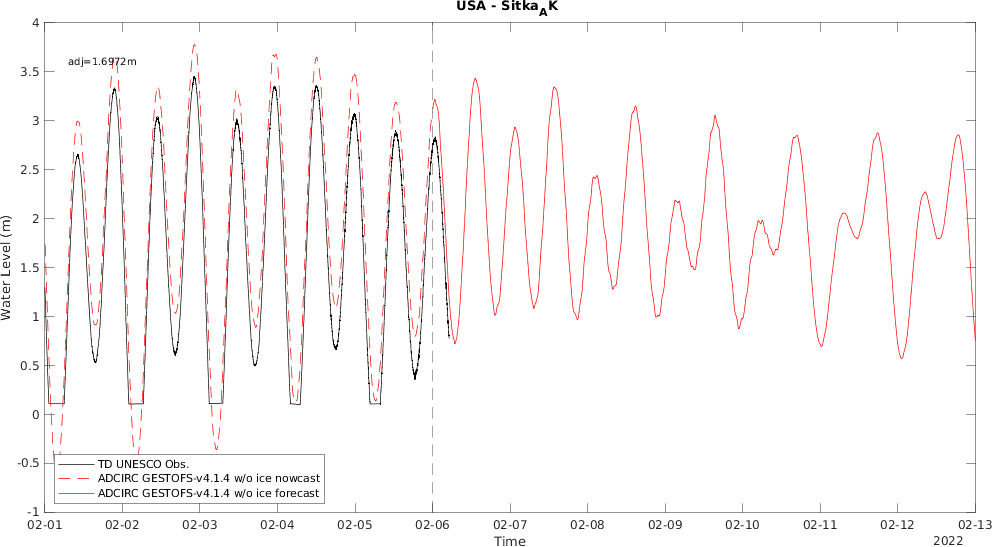 USA - Sitka_AK
4
3.5
3
2.5
2
1.5
1
0.5
0
-0.5
-1
Water Level (m)
adj=1.6972m
TD UNESCO Obs.
ADCIRC GESTOFS-v4.1.4 w/o ice nowcast
ADCIRC GESTOFS-v4.1.4 w/o ice forecast
02-01 02-02 02-03 02-04 02-05 02-06 02-07 02-08 02-09 02-10 02-11 02-12 02-13
Time
2022